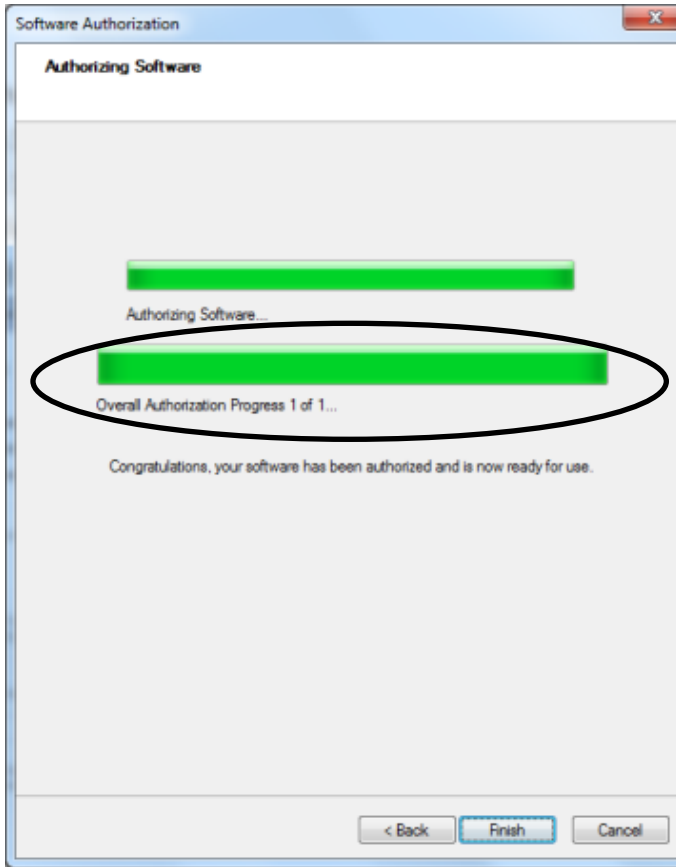 Software Authorization
Authorizing Software
Authorizing Software...
Overall Authorization Progress 1 of 1...
Congratulations, your software has been authorized and is now ready for use.
< Back
Finish
Cancel